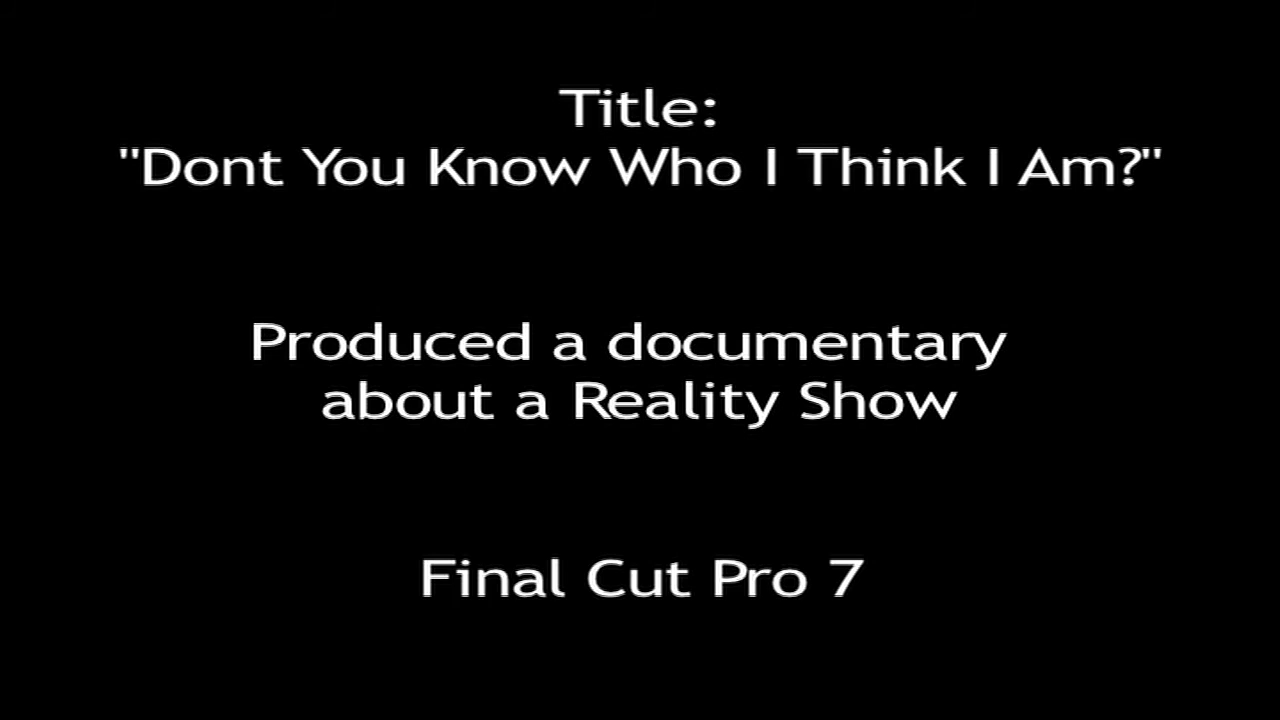 Title:
"Dont You Know Who I Think I Am?"
Produced a documentary
about a Reality Show
Final Cut Pro 7